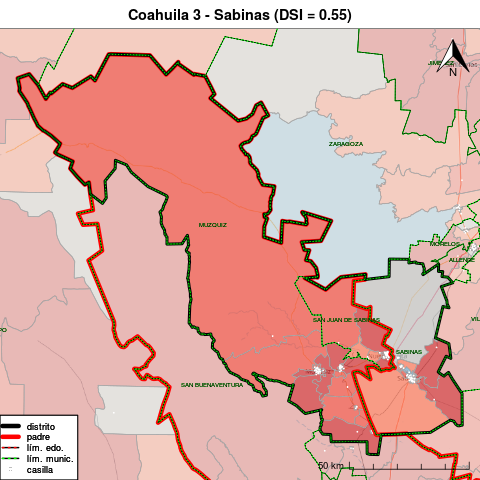 Coahuila 3 - Sabinas (DSI = 0.55)
N
ZARAGOZA
MUZQUIZ
MORELOS
ALLENDE
SAN JUAN DE SABINAS
SABINAS
SAN BUENAVENTURA
distrito
padre
lím. edo.
lím. munic.
casilla
50 km